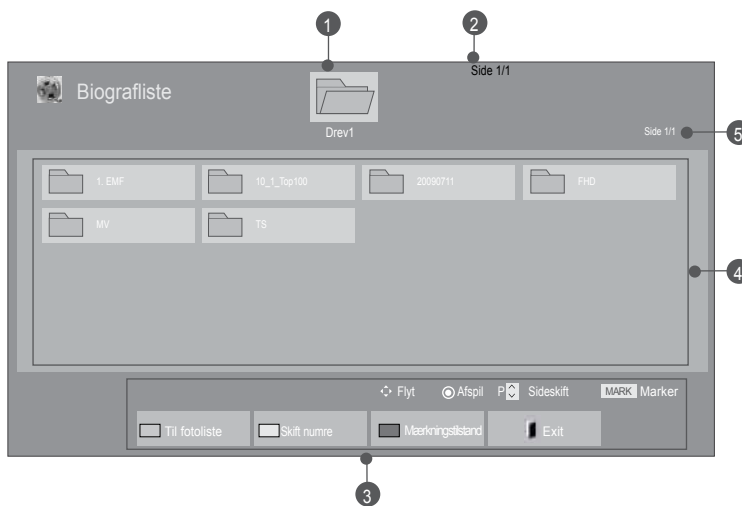 1
2
Side 1/1
Biografliste
Drev1
Side 1/1
5
1. EMF
10_1_Top100
20090711
FHD
MV
TS
4
Flyt
Afspil
P
Sideskift
MARK
Marker
Til fotoliste
Skift numre
Mærkningstilstand
Exit
3